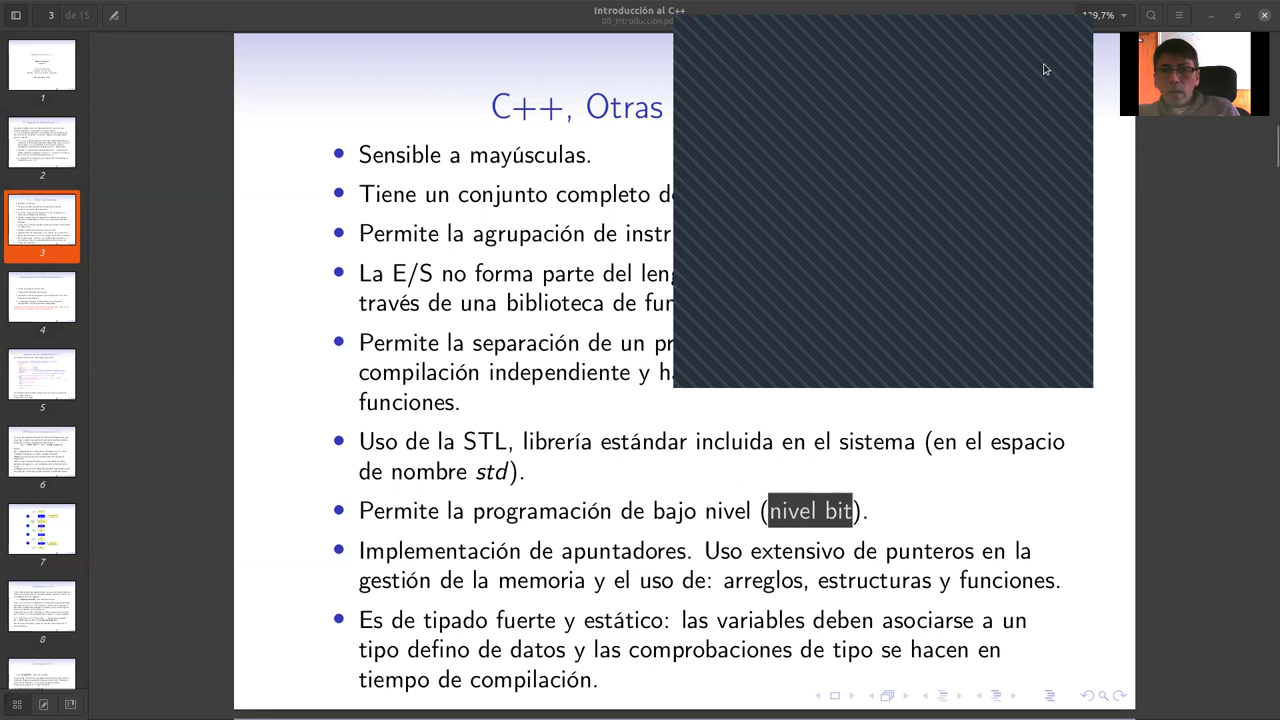 3 de 15
Introducción al C++
00_Introduccion.pd
129,7%
1
2
3
4
5
6
7
8
C++, Otras
Sensible a mayúsculas.
Tiene un conjunto completo de
Permite la agrupación de instr
La E/S no forma parte del leng
través de una biblioteca de fun
Permite la separación de un pr
compilación independiente y ha
funciones.
Uso de la STL, librería estándar incluida en el sistema (en el espacio
de nombre std).
Permite la programación de bajo nivel (nivel bit).
Implementación de apuntadores. Uso extensivo de punteros en la
gestión de la memoria y el uso de: arreglos, estructuras y funciones.
Es de tipado fuerte y estático: las variables deben asociarse a un
tipo defino de datos y las comprobaciones de tipo se hacen en
tiempo de compilación.